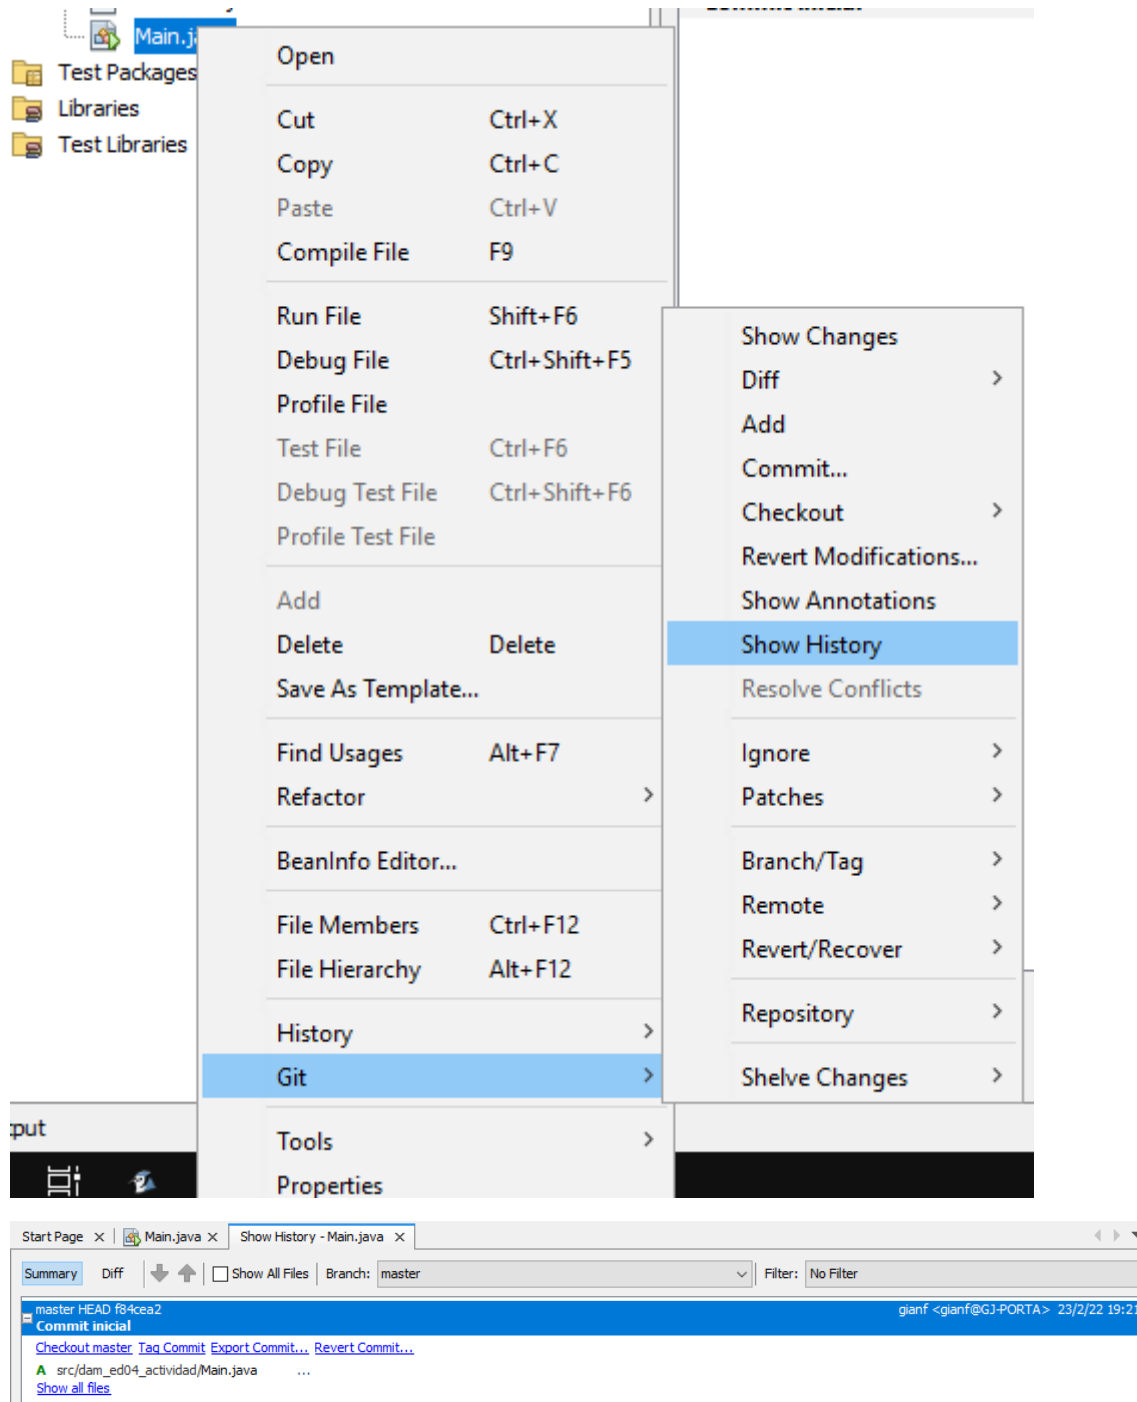 Main.j
Test Packages
Libraries
Test Libraries
Open
Cut Ctrl+X
Copy Ctrl+C
Paste Ctrl+V
Compile File F9
Run File Shift+F6
Debug File Ctrl+Shift+F5
Profile File
Test File Ctrl+F6
Debug Test File Ctrl+Shift+F6
Profile Test File
Add
Delete Delete
Save As Template...
Find Usages Alt+F7
Refactor
BeanInfo Editor...
File Members Ctrl+F12
File Hierarchy Alt+F12
History
Git
Tools
Properties
Show Changes
Diff
Add
Commit...
Checkout
Revert Modifications...
Show Annotations
Show History
Resolve Conflicts
Ignore
Patches
Branch/Tag
Remote
Revert/Recover
Repository
Shelve Changes
put
Start Page Main.java Show History - Main.java
Summary Diff Show All Files Branch: master Filter: No Filter
master HEAD f84cea2 gianf <gianf@GJ-PORTA> 23/2/22 19:21
Commit inicial
Checkout master Tag Commit Export Commit... Revert Commit...
A src/dam_ed04_actividad/Main.java ...
Show all files